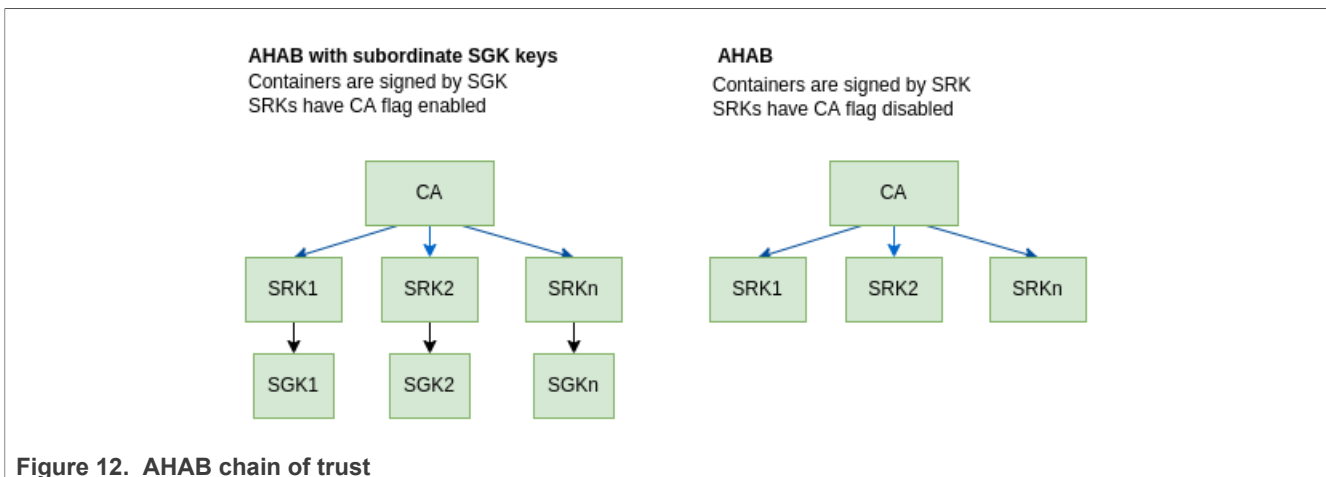 AHAB with subordinate SGK keys
Containers are signed by SGK
SRKs have CA flag enabled
AHAB
Containers are signed by SRK
SRKs have CA flag disabled
CA
SRK1 SRK2 SRKn
SGK1 SGK2 SGKn
CA
SRK1 SRK2 SRKn
Figure 12. AHAB chain of trust